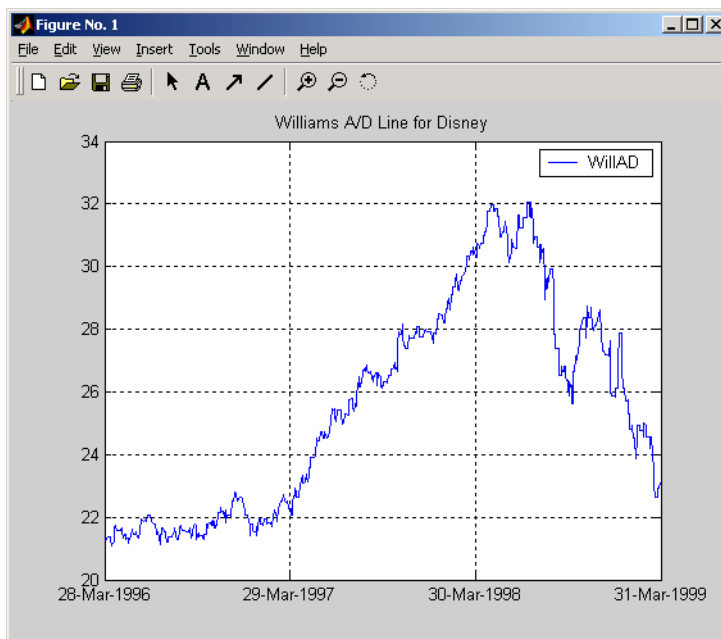 Figure No. 1
File Edit View Insert Tools Window Help
A
Williams A/D Line for Disney
WillAD
34
32
30
28
26
24
22
20
28-Mar-1996 29-Mar-1997 30-Mar-1998 31-Mar-1999